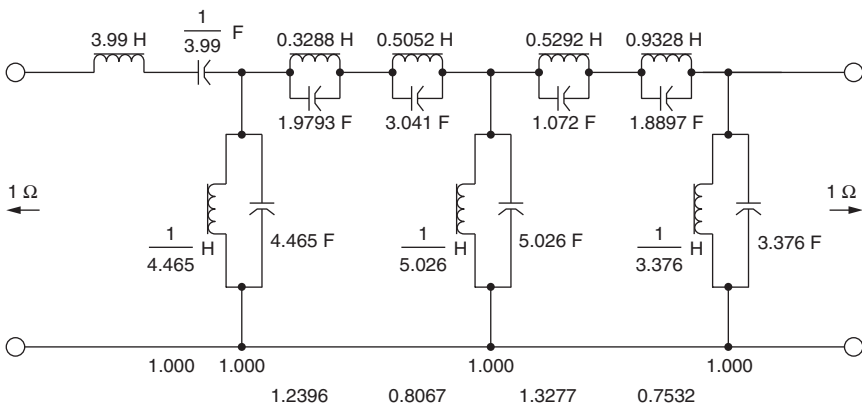 3.99 H
1
3.99
F
0.3288 H
0.5052 H
0.5292 H
0.9328 H
1.9793 F
3.041 F
1.072 F
1.8897 F
1 Ω
1 Ω
1
4.465
H
4.465 F
1
5.026
H
5.026 F
1
3.376
H
3.376 F
1.000
1.000
1.000
1.000
1.2396
0.8067
1.3277
0.7532